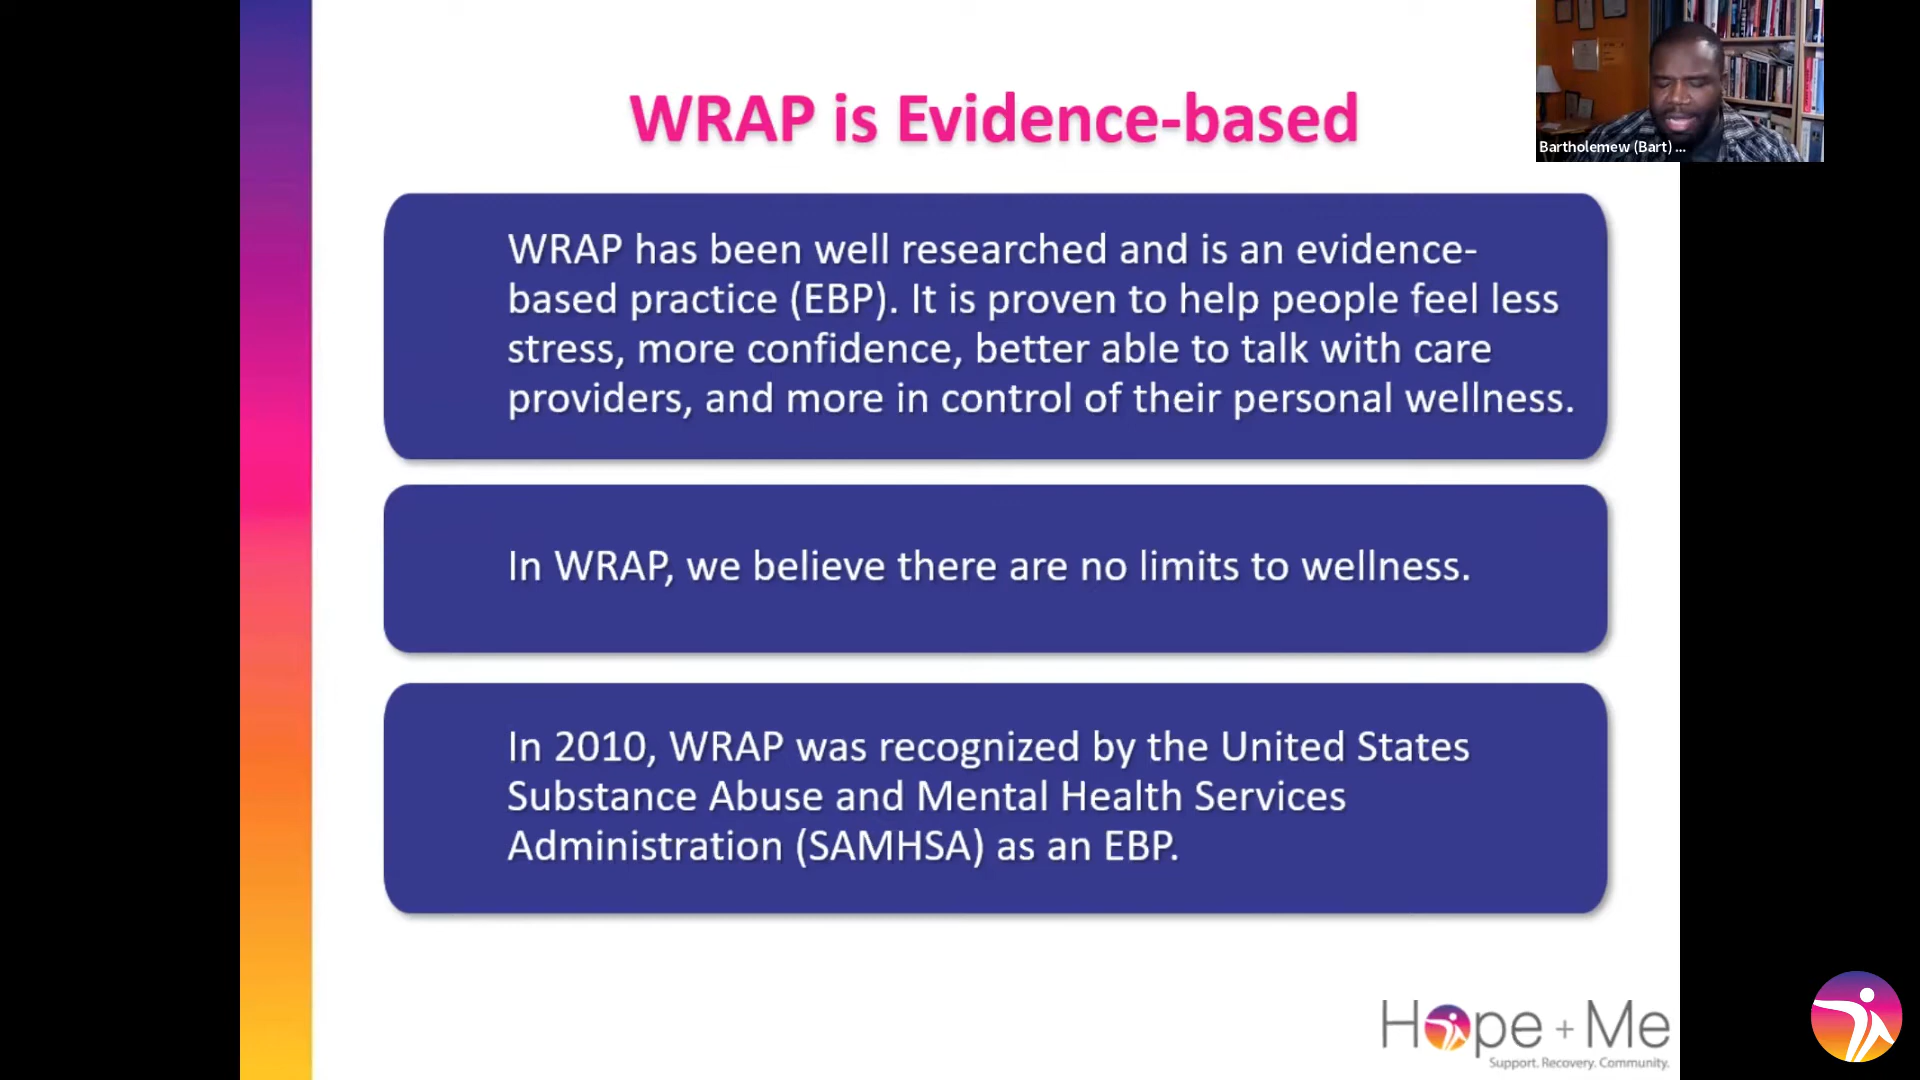 WRAP is Evidence-based
Bartholemew (Bart) ...
WRAP has been well researched and is an evidence-
based practice (EBP). It is proven to help people feel less
stress, more confidence, better able to talk with care
providers, and more in control of their personal wellness.
In WRAP, we believe there are no limits to wellness.
In 2010, WRAP was recognized by the United States
Substance Abuse and Mental Health Services
Administration (SAMHSA) as an EBP.
Hope + Me
Support. Recovery. Community.